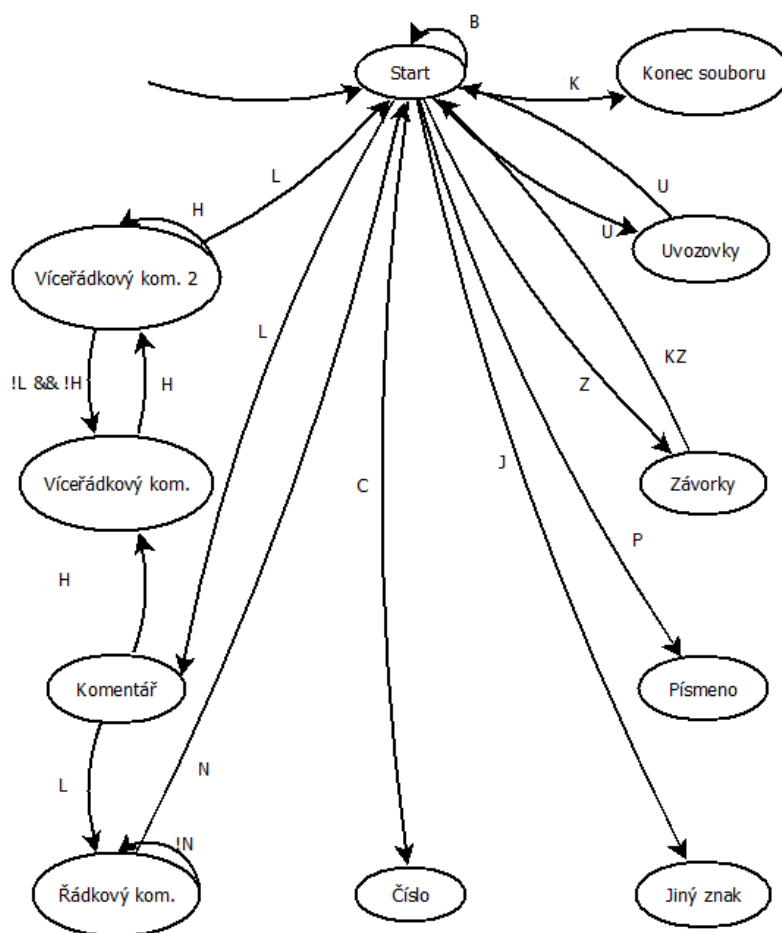 B
Start
Konec souboru
K
L
H
U
U
Uvozovky
Víceřádkový kom. 2
L
KZ
!L && !H
H
Z
J
Víceřádkový kom.
C
Závorky
P
H
Komentář
Písmeno
L
N
!N
Řádkový kom.
Číslo
Jiný znak